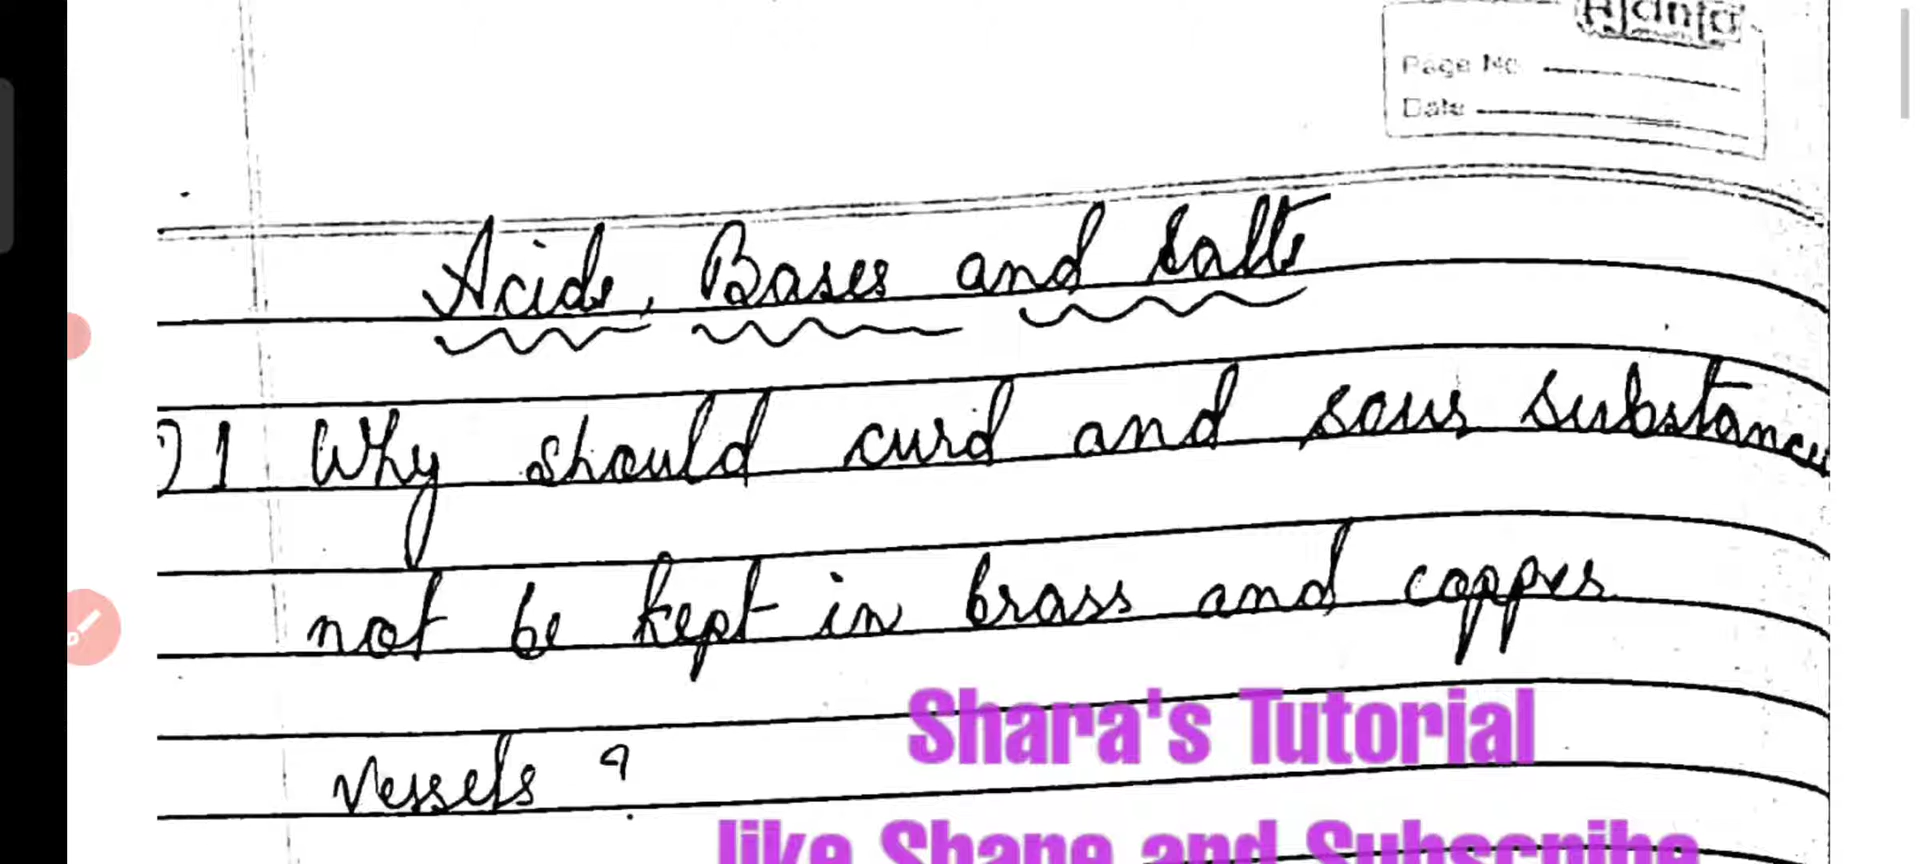 Ajanta
Page No
Date
Acids, Bases and Salts
Q1 Why should curd and sour substances
not be kept in brass and copper
Vessels ?
Shara's Tutorial
like Share and Subscribe